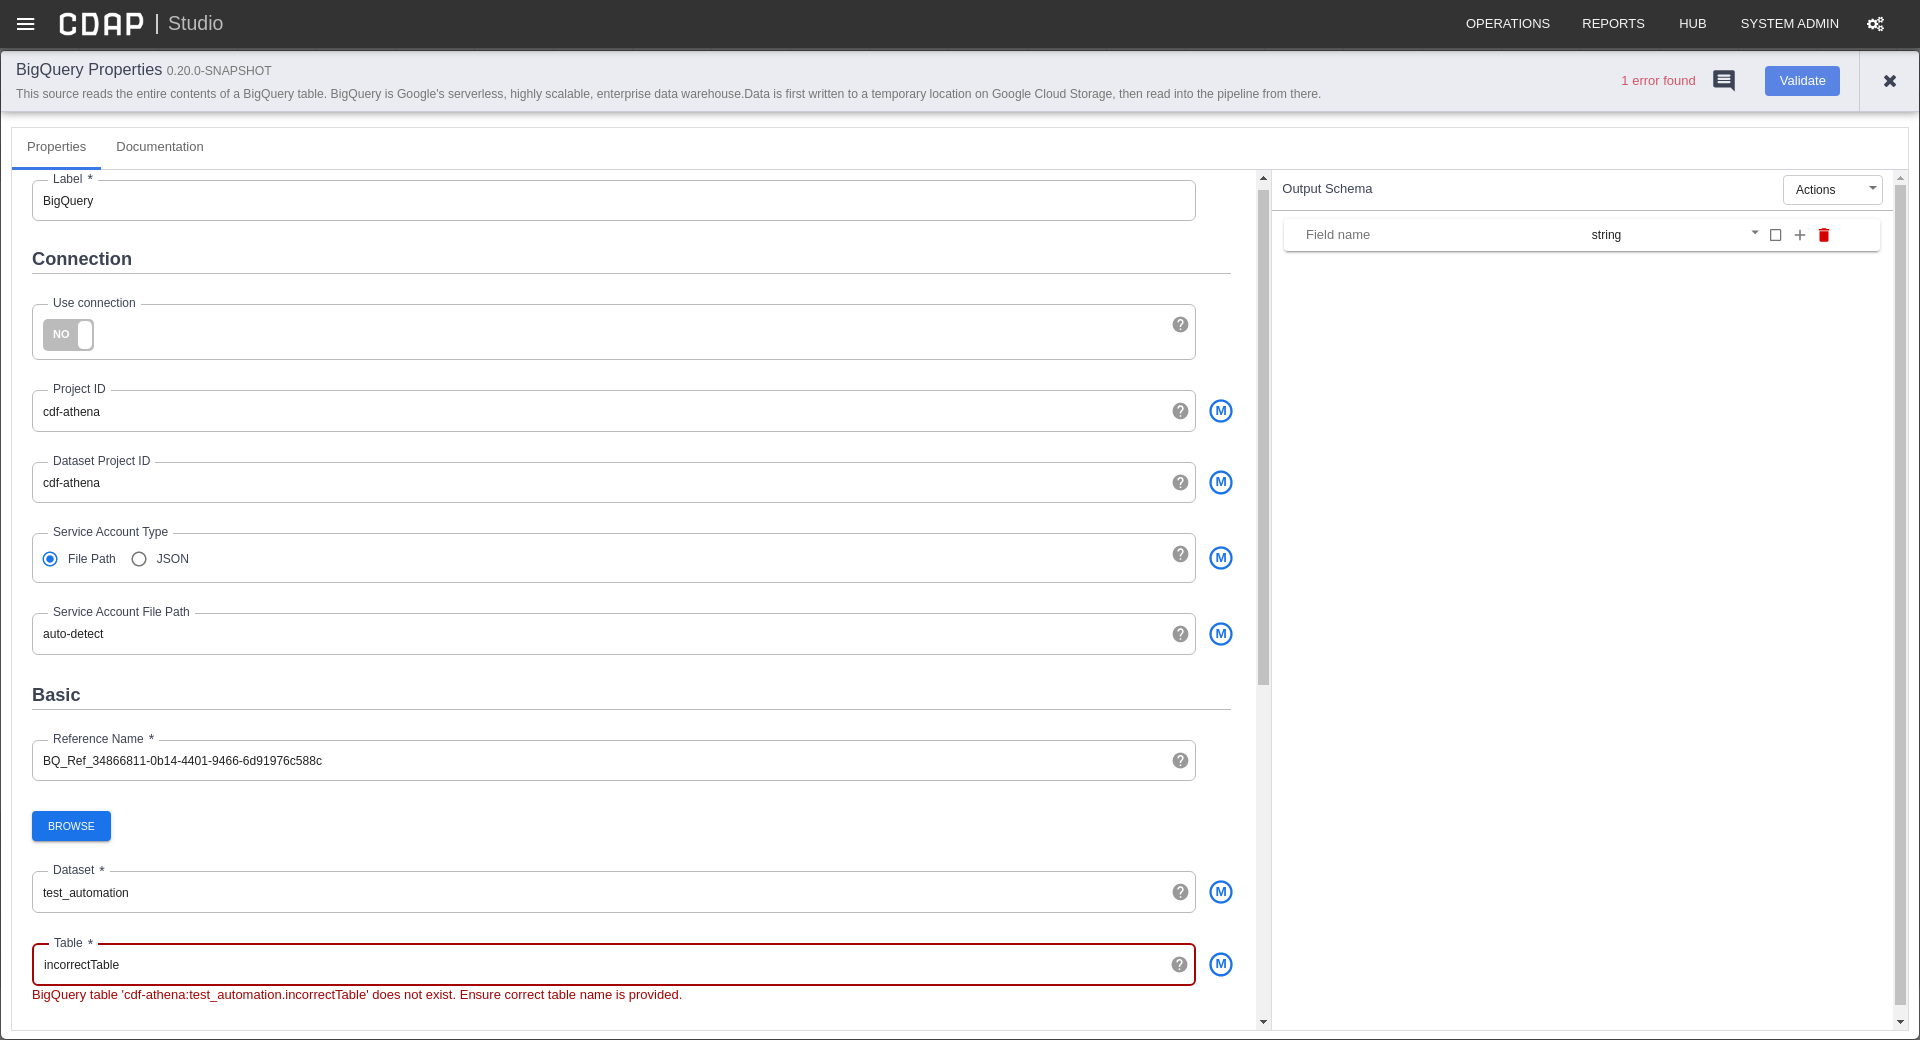 CDAP | Studio OPERATIONS REPORTS HUB SYSTEM ADMIN
BigQuery Properties 0.20.0-SNAPSHOT
This source reads the entire contents of a BigQuery table. BigQuery is Google's serverless, highly scalable, enterprise data warehouse.Data is first written to a temporary location on Google Cloud Storage, then read into the pipeline from there.
1 error found Validate
Properties Documentation
Label *
BigQuery
Connection
Use connection
NO
Project ID
cdf-athena
M
Dataset Project ID
cdf-athena
M
Service Account Type
File Path JSON
M
Service Account File Path
auto-detect
M
Basic
Reference Name *
BQ_Ref_34866811-0b14-4401-9466-6d91976c588c
BROWSE
Dataset *
test_automation
M
Table *
incorrectTable
M
BigQuery table 'cdf-athena:test_automation.incorrectTable' does not exist. Ensure correct table name is provided.
Output Schema Actions
Field name string